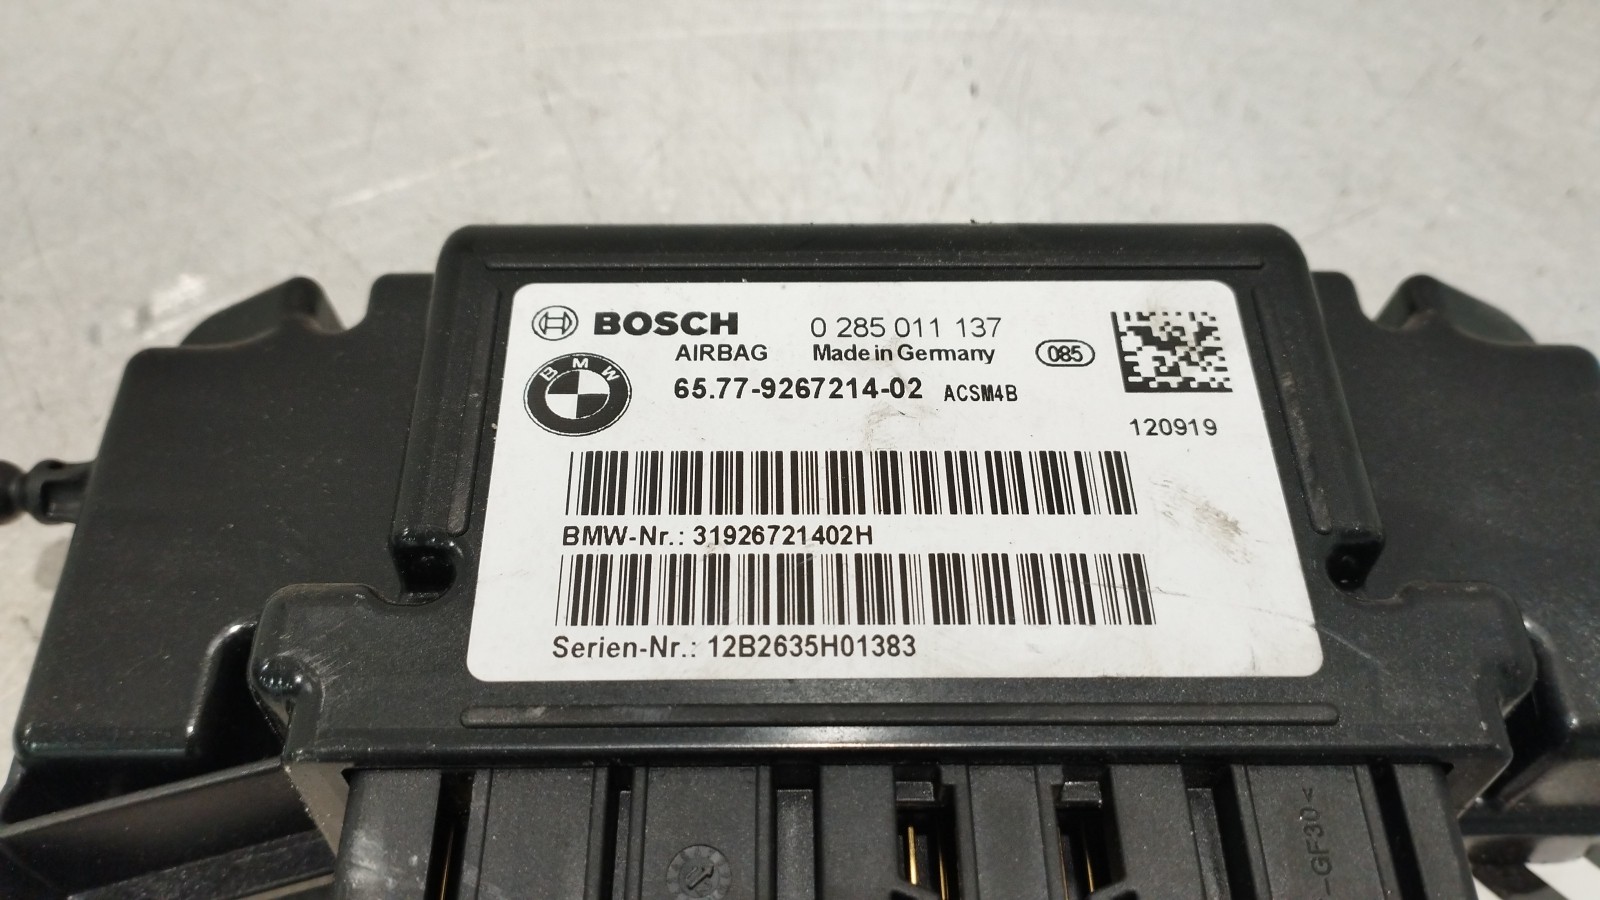 BOSCH 0 285 011 137
AIRBAG Made in Germany 085
BMW 65.77-9267214-02 ACSM4B
120919
BMW-Nr.: 31926721402H
Serien-Nr.: 12B2635H01383
-GF30<